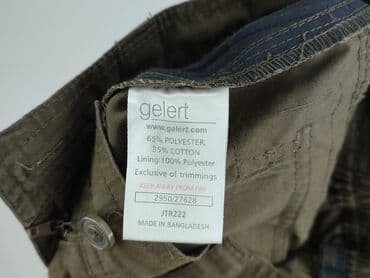 gelert
www.gelert.com
65% POLYESTER,
35% COTTON
Lining:100% Polyester
Exclusive of trimmings
KEEP AWAY FROM FIRE
2950/27628
JTR222
MADE IN BANGLADESH